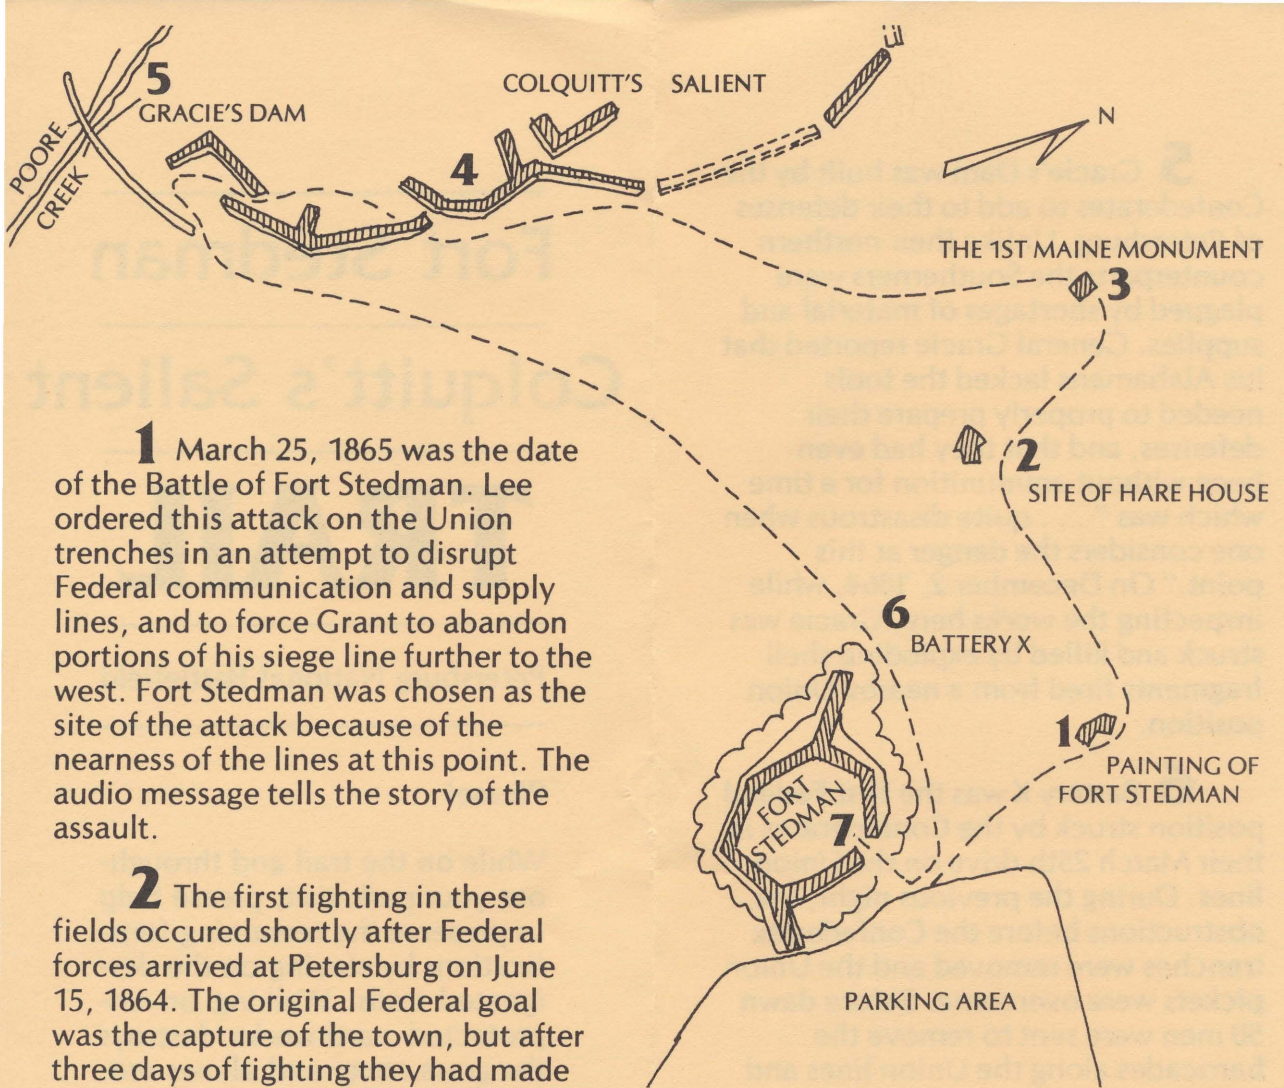 5
GRACIE'S DAM
COLQUITT'S SALIENT
N
POORE
CREEK
4
THE 1ST MAINE MONUMENT
3
2
SITE OF HARE HOUSE
6
BATTERY X
1
PAINTING OF
FORT STEDMAN
FORT
STEDMAN
7
PARKING AREA
1 March 25, 1865 was the date
of the Battle of Fort Stedman. Lee
ordered this attack on the Union
trenches in an attempt to disrupt
Federal communication and supply
lines, and to force Grant to abandon
portions of his siege line further to the
west. Fort Stedman was chosen as the
site of the attack because of the
nearness of the lines at this point. The
audio message tells the story of the
assault.
2 The first fighting in these
fields occured shortly after Federal
forces arrived at Petersburg on June
15, 1864. The original Federal goal
was the capture of the town, but after
three days of fighting they had made